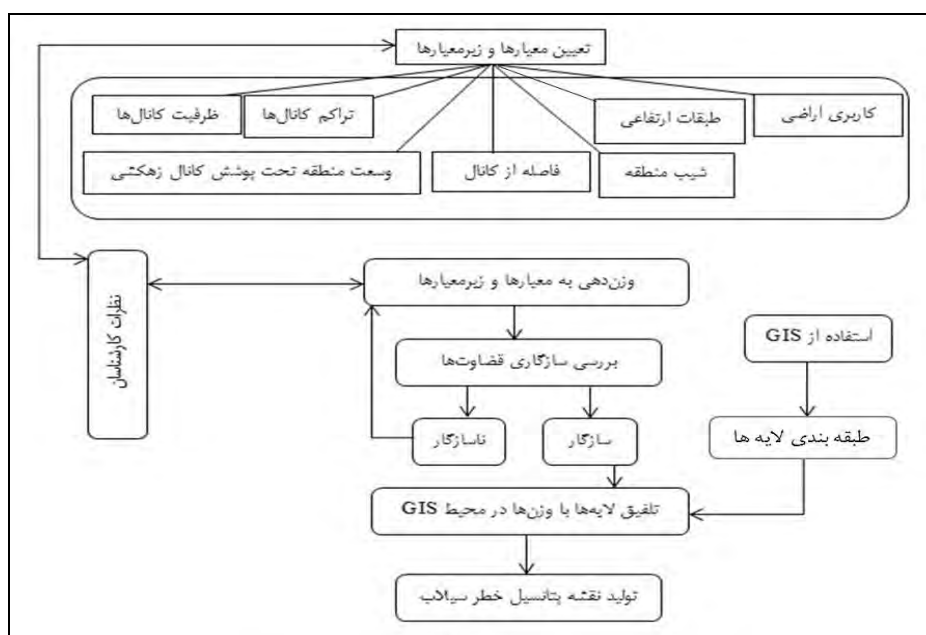 تعیین معیارها و زیرمعیارها
کاربری اراضی
طبقات ارتفاعی
تراکم کانال‌ها
ظرفیت کانال‌ها
شیب منطقه
فاصله از کانال
وسعت منطقه تحت پوشش کانال زهکشی
نظرات کارشناسان
وزن‌دهی به معیارها و زیرمعیارها
استفاده از GIS
بررسی سازگاری قضاوت‌ها
طبقه بندی لایه ها
سازگار
ناسازگار
تلفیق لایه‌ها با وزن‌ها در محیط GIS
تولید نقشه پتانسیل خطر سیلاب